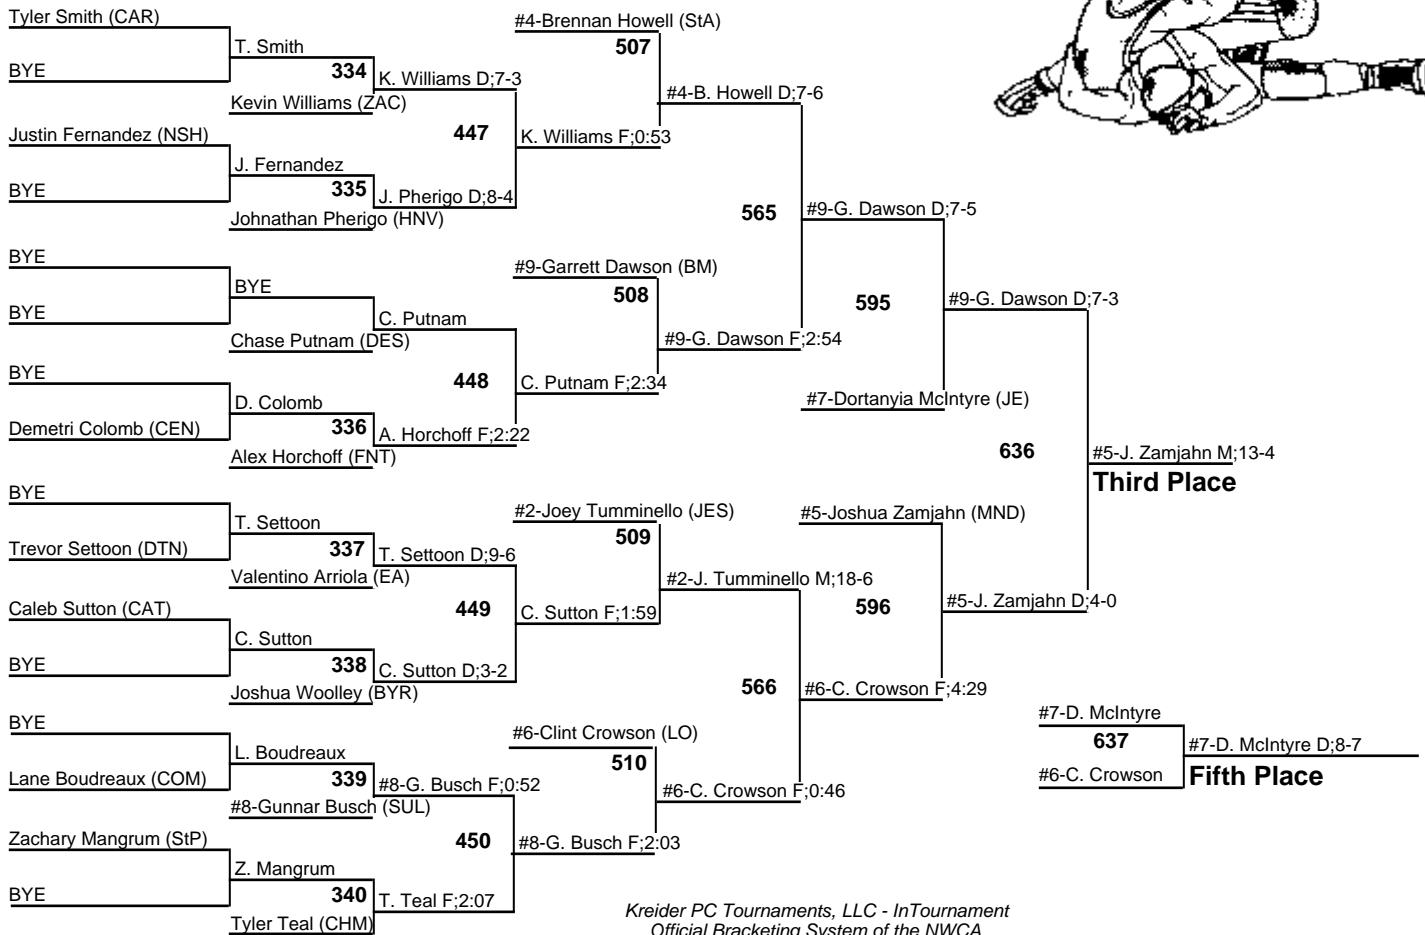 Tyler Smith (CAR)
BYE
T. Smith
334
Kevin Williams (ZAC)
K. Williams D;7-3
Justin Fernandez (NSH)
BYE
J. Fernandez
335
Johnathan Pherigo (HNV)
J. Pherigo D;8-4
447
K. Williams F;0:53
#4-Brennan Howell (StA)
507
#4-B. Howell D;7-6
BYE
BYE
BYE
Chase Putnam (DES)
C. Putnam
BYE
Demetri Colomb (CEN)
D. Colomb
336
Alex Horchoff (FNT)
A. Horchoff F;2:22
448
C. Putnam F;2:34
#9-Garrett Dawson (BM)
508
#9-G. Dawson F;2:54
565
#9-G. Dawson D;7-5
595
#7-Dortanyia McIntyre (JE)
#9-G. Dawson D;7-3
BYE
Trevor Settoon (DTN)
T. Settoon
337
Valentino Arriola (EA)
T. Settoon D;9-6
Caleb Sutton (CAT)
BYE
C. Sutton
338
Joshua Woolley (BYR)
C. Sutton D;3-2
449
C. Sutton F;1:59
#2-Joey Tumminello (JES)
509
#2-J. Tumminello M;18-6
BYE
Lane Boudreaux (COM)
L. Boudreaux
339
#8-Gunnar Busch (SUL)
#8-G. Busch F;0:52
Zachary Mangrum (StP)
BYE
Z. Mangrum
340
Tyler Teal (CHM)
T. Teal F;2:07
450
#8-G. Busch F;2:03
#6-Clint Crowson (LO)
510
#6-C. Crowson F;0:46
566
#6-C. Crowson F;4:29
#5-Joshua Zamjahn (MND)
596
#5-J. Zamjahn D;4-0
636
#5-J. Zamjahn M;13-4
Third Place
#7-D. McIntyre
637
#6-C. Crowson
#7-D. McIntyre D;8-7
Fifth Place
Kreider PC Tournaments, LLC - InTournament
Official Bracketing System of the NWCA